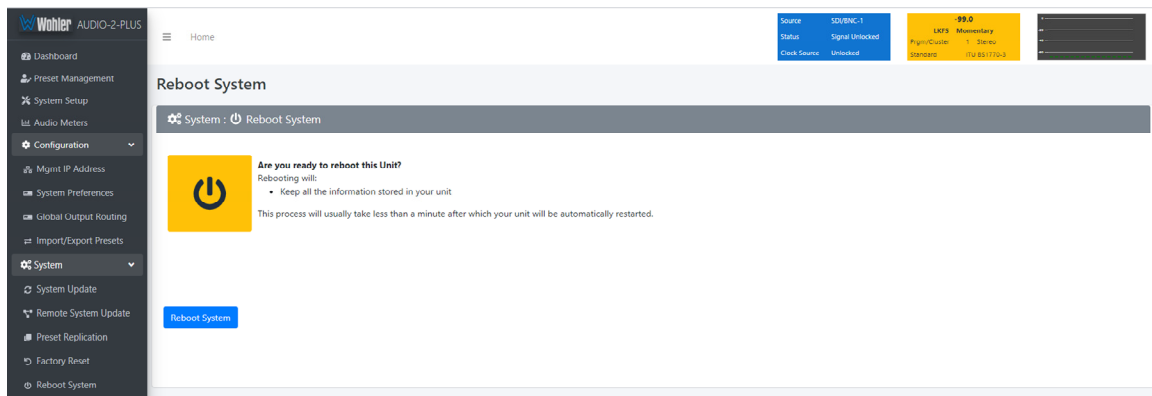 Wohler AUDIO-2-PLUS
Dashboard
Preset Management
System Setup
Audio Meters
Configuration
Mgmt IP Address
System Preferences
Global Output Routing
Import/Export Presets
System
System Update
Remote System Update
Preset Replication
Factory Reset
Reboot System
Home
Source SDI/BNC-1
Status Signal Unlocked
Clock Source Unlocked
-99.0
LKFS Momentary
Prgm/Cluster 1 Stereo
Standard ITU BS1770-3
Reboot System
System : Reboot System
Are you ready to reboot this Unit?
Rebooting will:
• Keep all the information stored in your unit
This process will usually take less than a minute after which your unit will be automatically restarted.
Reboot System